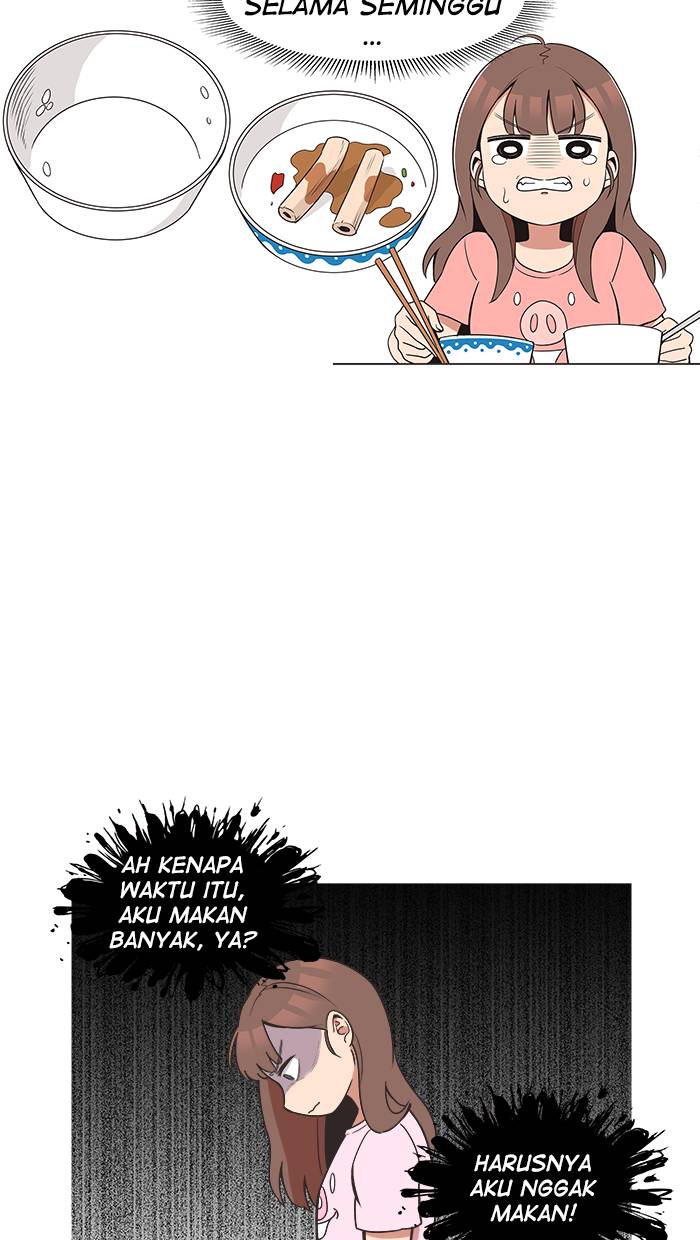 SELAMA SEMINGGU
...
AH KENAPA
WAKTU ITU,
AKU MAKAN
BANYAK, YA?
HARUSNYA
AKU NGGAK
MAKAN!